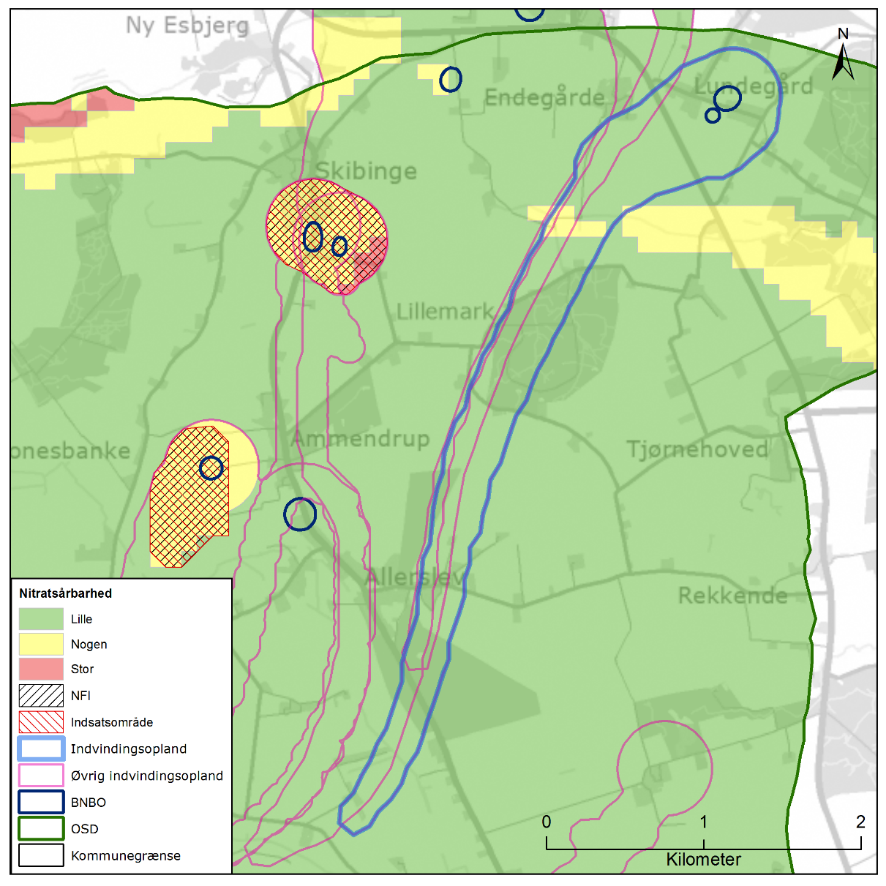 Ny Esbjerg
N
Endegårde
Lundegård
Skibinge
Lillemark
Ammendrup
onesbanke
Tjørnehoved
Allerslev
Rekkende
Nitratsårbarhed
Lille
Nogen
Stor
NFI
Indsatsområde
Indvindingsopland
Øvrig indvindingsopland
BNBO
OSD
Kommunegrænse
0 1 2
Kilometer